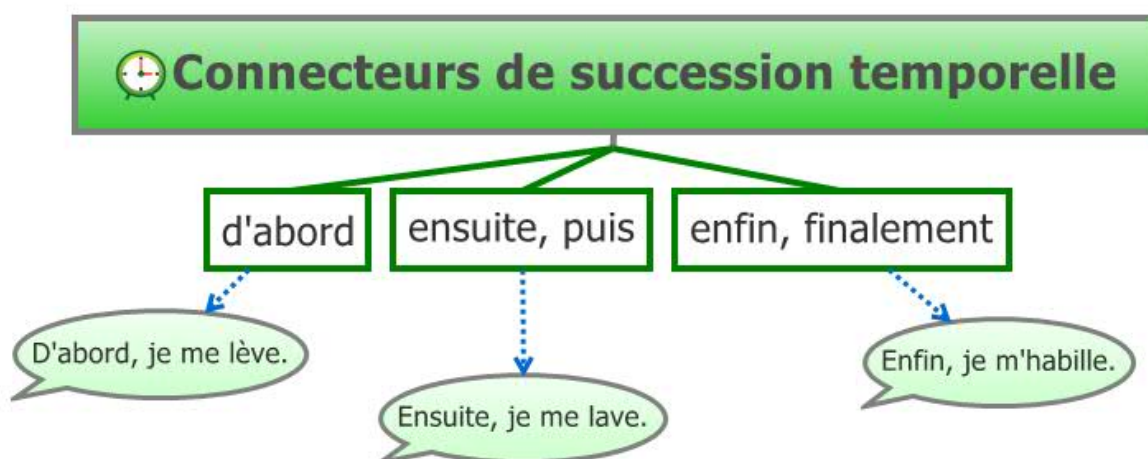 Connecteurs de succession temporelle
d'abord
ensuite, puis
enfin, finalement
D'abord, je me lève.
Ensuite, je me lave.
Enfin, je m'habille.